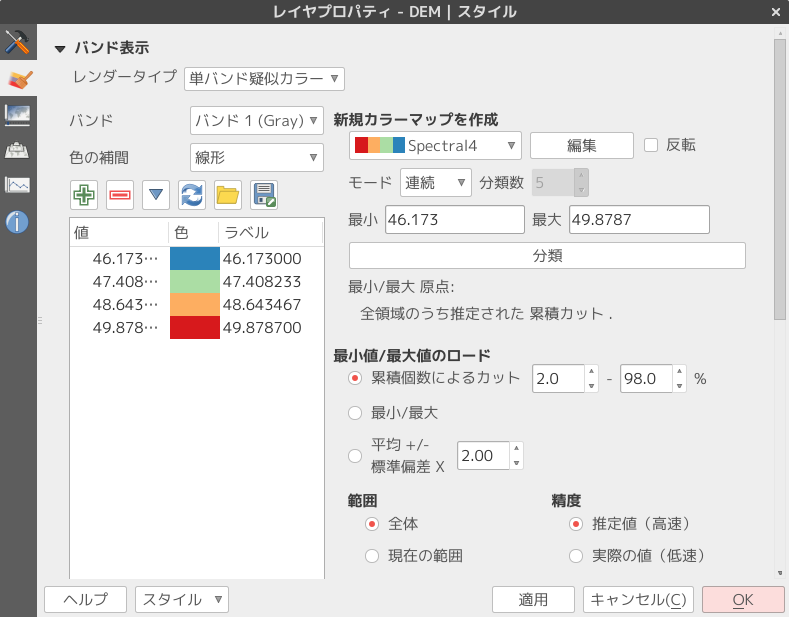 レイヤプロパティ - DEM | スタイル
バンド表示
レンダータイプ 単バンド疑似カラー
バンド バンド 1 (Gray)
色の補間 線形
値 色 ラベル
46.173… 46.173000
47.408… 47.408233
48.643… 48.643467
49.878… 49.878700
新規カラーマップを作成
Spectral4 編集 反転
モード 連続 分類数 5
最小 46.173 最大 49.8787
分類
最小/最大 原点:
全領域のうち推定された 累積カット .
最小値/最大値のロード
累積個数によるカット 2.0 - 98.0 %
最小/最大
平均 +/-
標準偏差 X 2.00
範囲
全体
現在の範囲
精度
推定値（高速）
実際の値（低速）
ヘルプ スタイル 適用 キャンセル(C) OK